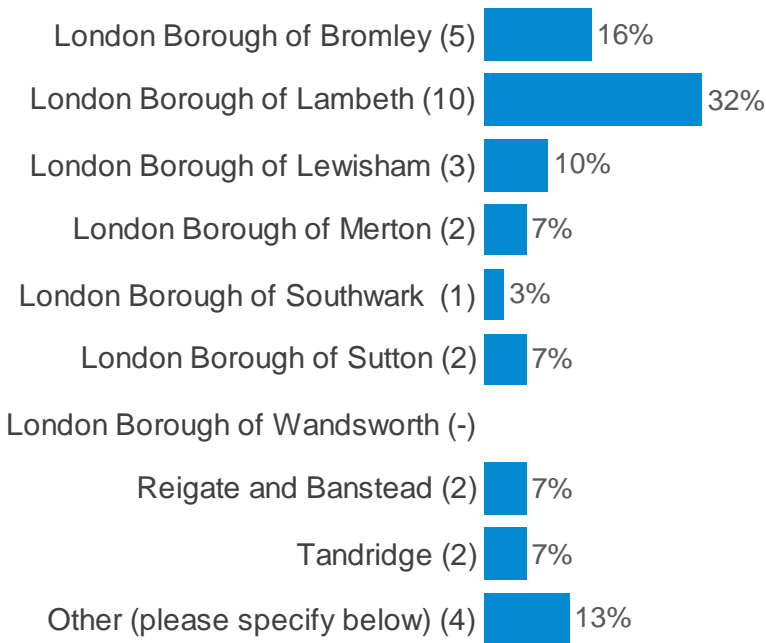 London Borough of Bromley (5) 16%
London Borough of Lambeth (10) 32%
London Borough of Lewisham (3) 10%
London Borough of Merton (2) 7%
London Borough of Southwark (1) 3%
London Borough of Sutton (2) 7%
London Borough of Wandsworth (-)
Reigate and Banstead (2) 7%
Tandridge (2) 7%
Other (please specify below) (4) 13%